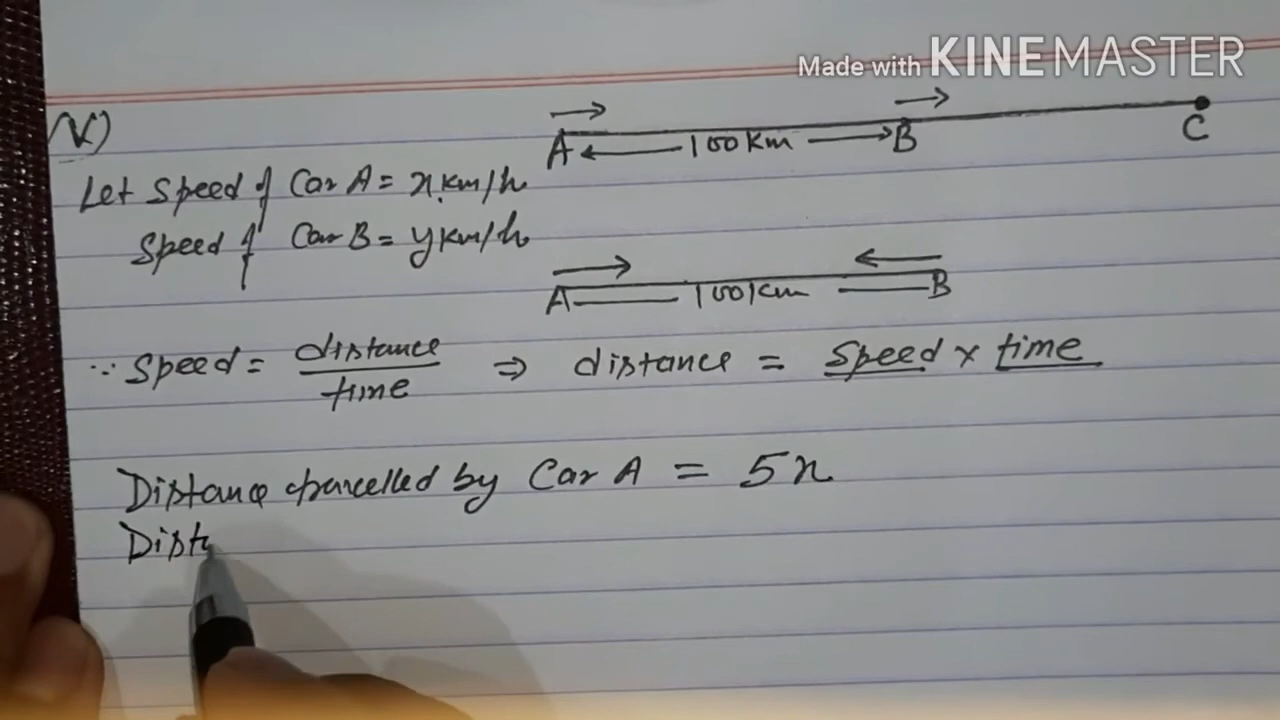 Made with KINEMASTER
V)
A 100 Km B C
Let Speed of Car A = x km/h
Speed of Car B = y km/h
A 100 km B
∵ Speed = distance / time ⇒ distance = Speed × time
Distance travelled by Car A = 5x
Dista